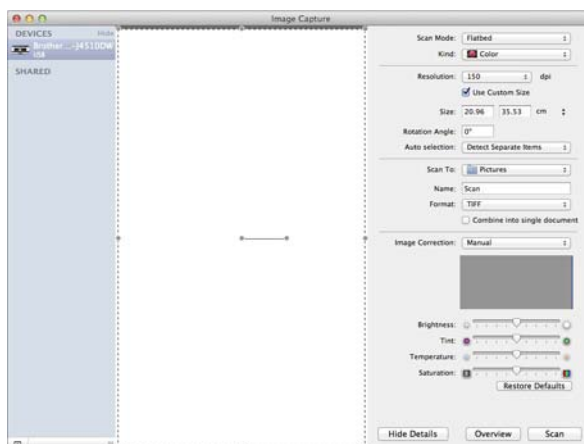 Image Capture
DEVICES
Hide
Brother ...-J4510DW
USB
SHARED
Scan Mode: Flatbed
Kind: Color
Resolution: 150 dpi
Use Custom Size
Size: 20.96 35.53 cm
Rotation Angle: 0°
Auto selection: Detect Separate Items
Scan To: Pictures
Name: Scan
Format: TIFF
Combine into single document
Image Correction: Manual
Brightness:
Tint:
Temperature:
Saturation:
Restore Defaults
Hide Details Overview Scan